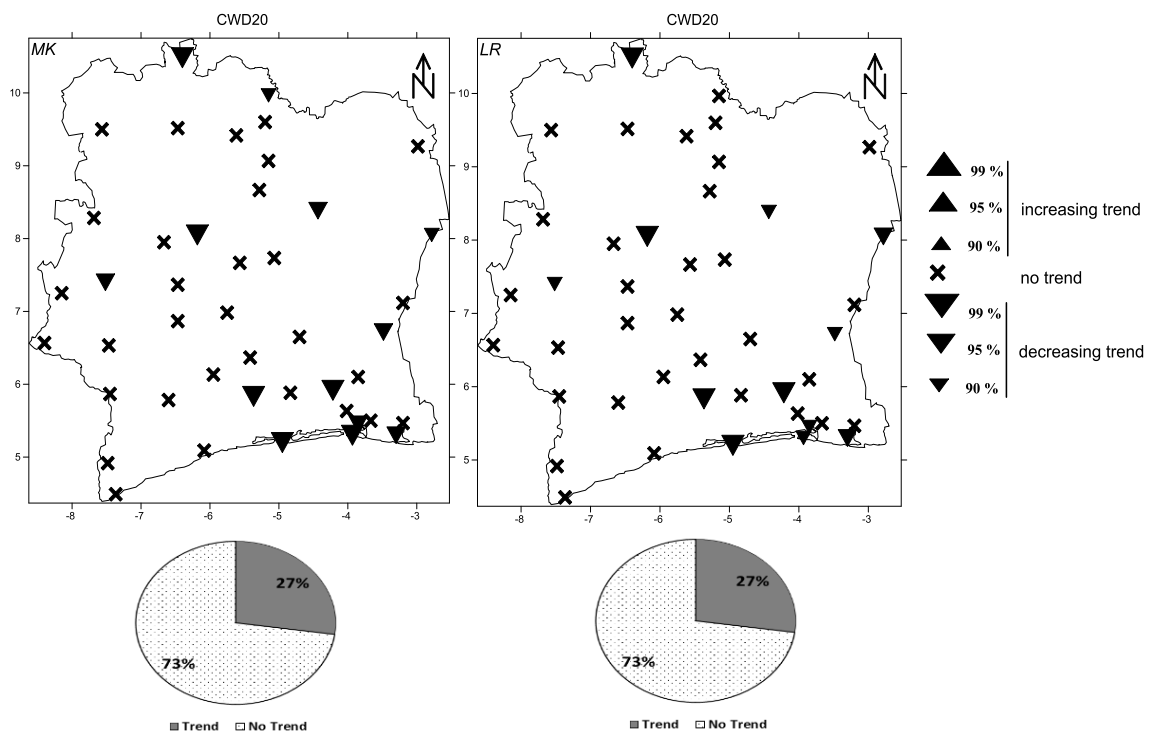 CWD20
MK
N
10
9
8
7
6
5
-8 -7 -6 -5 -4 -3
27%
73%
Trend No Trend
CWD20
LR
N
10
9
8
7
6
5
-8 -7 -6 -5 -4 -3
27%
73%
Trend No Trend
99 %
95 %
90 %
increasing trend
no trend
99 %
95 %
90 %
decreasing trend